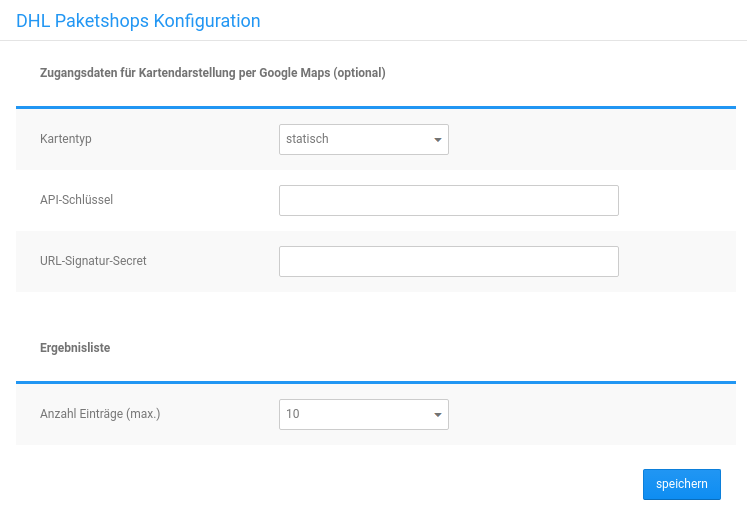 DHL Paketshops Konfiguration
Zugangsdaten für Kartendarstellung per Google Maps (optional)
Kartentyp
statisch
API-Schlüssel
URL-Signatur-Secret
Ergebnisliste
Anzahl Einträge (max.)
10
speichern